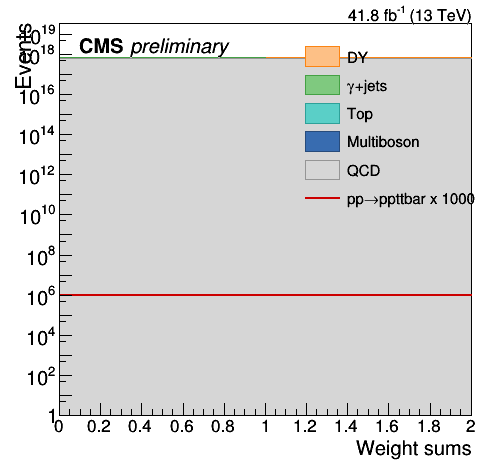 41.8 fb⁻¹ (13 TeV)
Events
CMS preliminary
DY
γ+jets
Top
Multiboson
QCD
pp→ppttbar x 1000
10¹⁹
10¹⁸
10¹⁶
10¹⁴
10¹²
10¹⁰
10⁸
10⁶
10⁴
10²
1
0 0.2 0.4 0.6 0.8 1 1.2 1.4 1.6 1.8 2
Weight sums